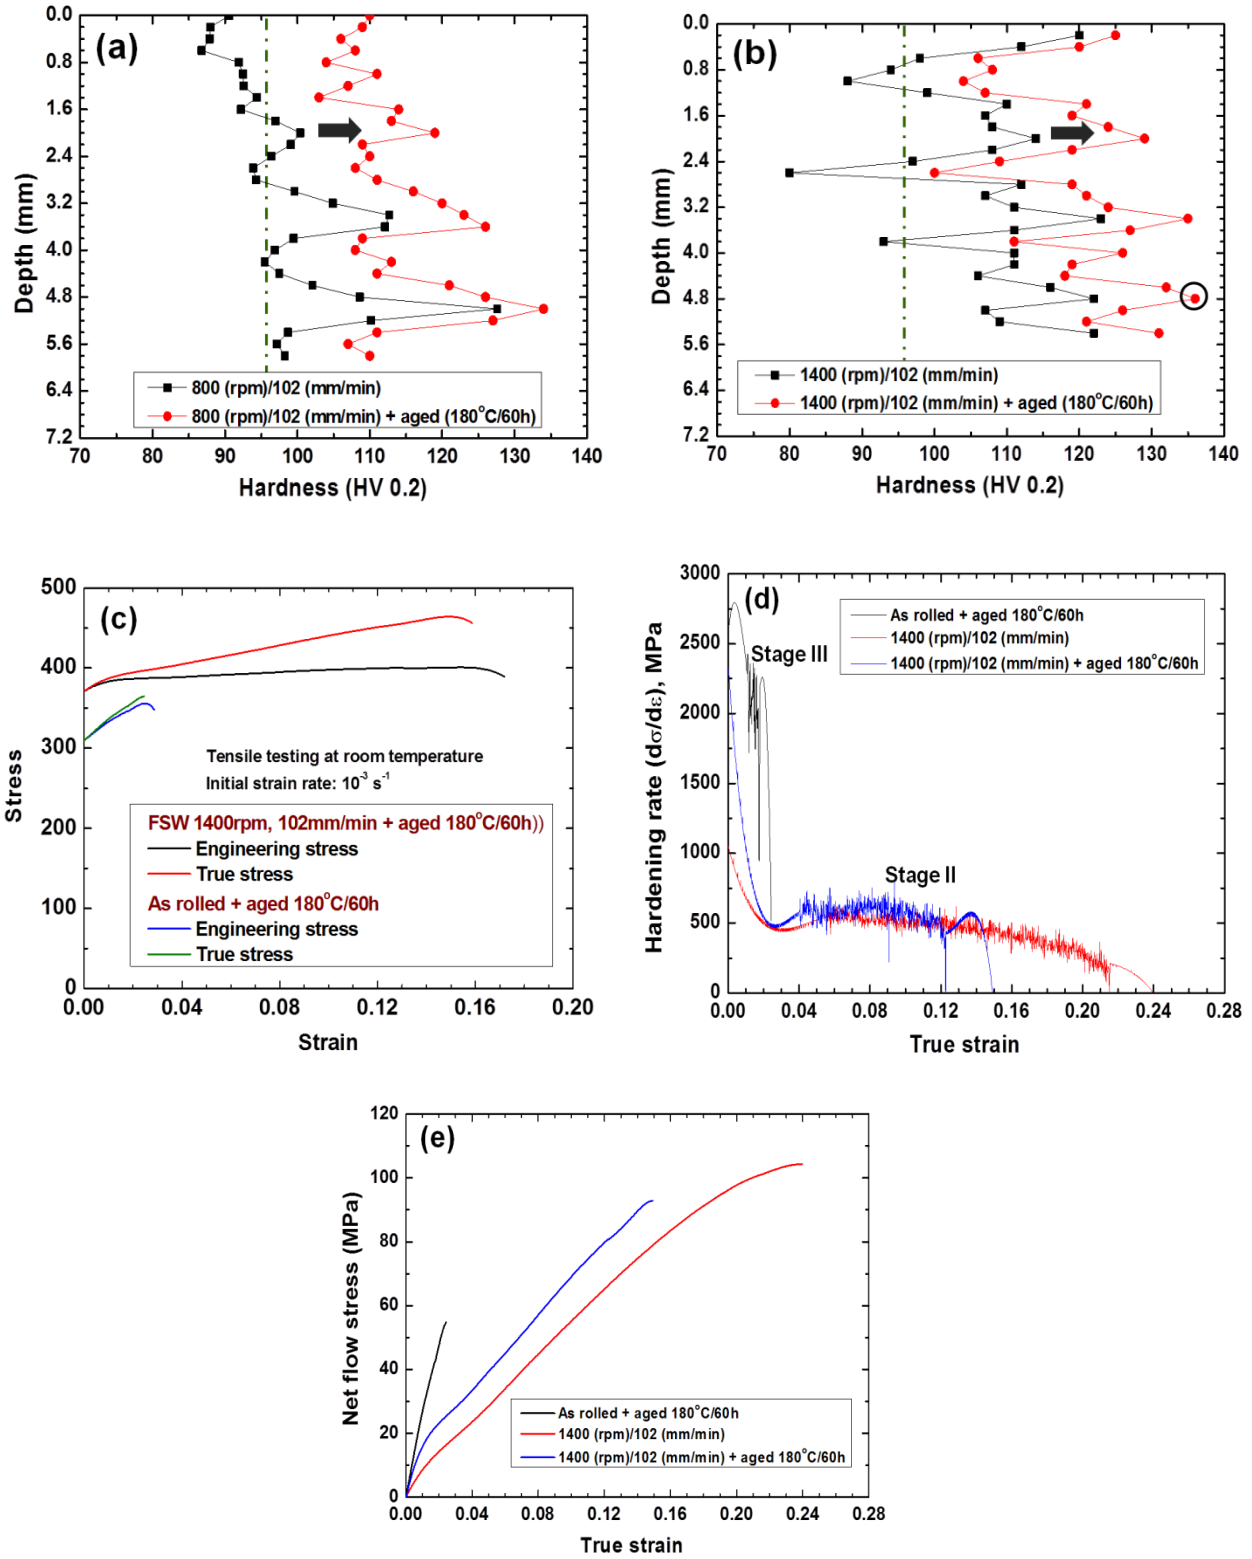 (a)
0.0
0.8
1.6
2.4
3.2
4.0
4.8
5.6
6.4
7.2
Depth (mm)
800 (rpm)/102 (mm/min)
800 (rpm)/102 (mm/min) + aged (180°C/60h)
70 80 90 100 110 120 130 140
Hardness (HV 0.2)
(b)
0.0
0.8
1.6
2.4
3.2
4.0
4.8
5.6
6.4
7.2
Depth (mm)
1400 (rpm)/102 (mm/min)
1400 (rpm)/102 (mm/min) + aged (180°C/60h)
70 80 90 100 110 120 130 140
Hardness (HV 0.2)
(c)
500
400
300
200
150
100
50
0
Stress
Tensile testing at room temperature
Initial strain rate: 10⁻³ s⁻¹
FSW 1400rpm, 102mm/min + aged 180°C/60h))
Engineering stress
True stress
As rolled + aged 180°C/60h
Engineering stress
True stress
0.00 0.04 0.08 0.12 0.16 0.20
Strain
(d)
3000
2500
2000
1500
1000
500
0
Hardening rate (dσ/dε), MPa
As rolled + aged 180°C/60h
1400 (rpm)/102 (mm/min)
1400 (rpm)/102 (mm/min) + aged 180°C/60h
Stage III
Stage II
0.00 0.04 0.08 0.12 0.16 0.20 0.24 0.28
True strain
(e)
120
100
80
60
40
20
0
Net flow stress (MPa)
As rolled + aged 180°C/60h
1400 (rpm)/102 (mm/min)
1400 (rpm)/102 (mm/min) + aged 180°C/60h
0.00 0.04 0.08 0.12 0.16 0.20 0.24 0.28
True strain